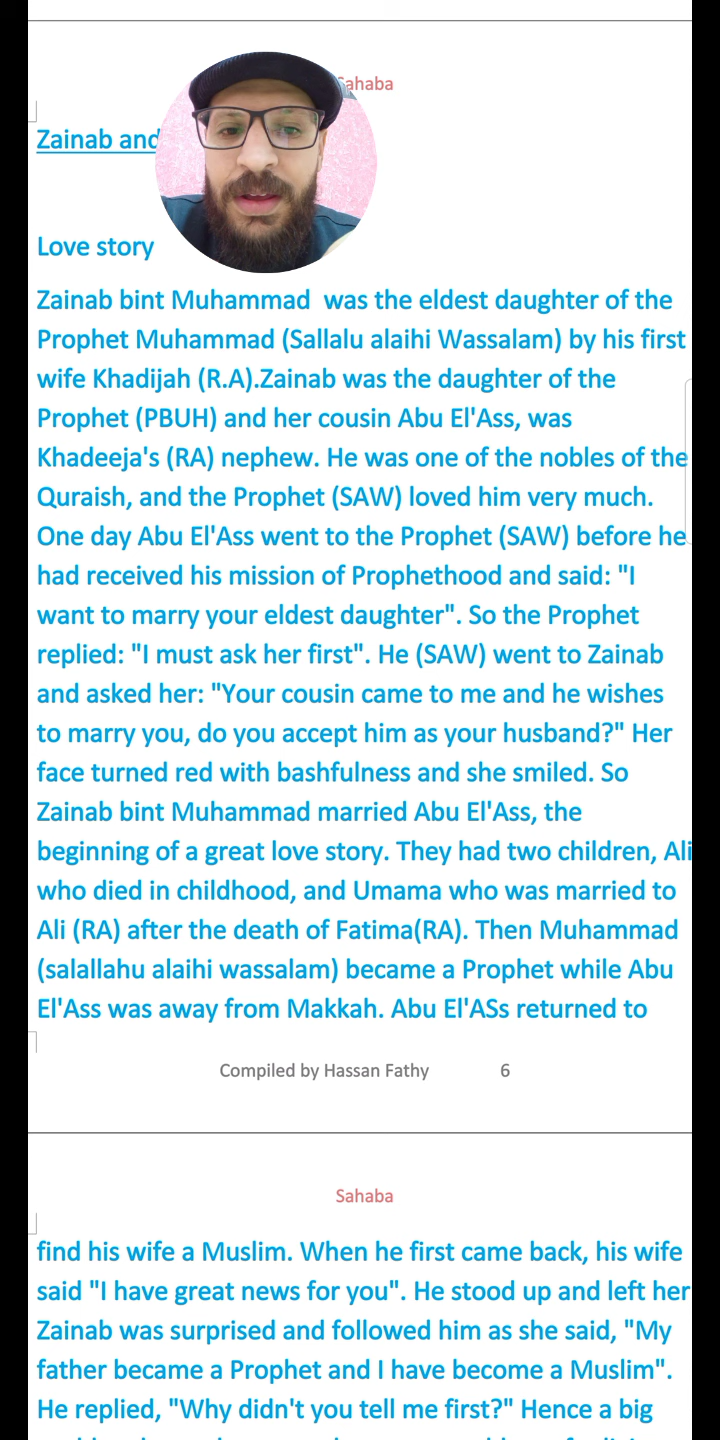 Sahaba
Zainab and
Love story
Zainab bint Muhammad  was the eldest daughter of the
Prophet Muhammad (Sallalu alaihi Wassalam) by his first
wife Khadijah (R.A).Zainab was the daughter of the
Prophet (PBUH) and her cousin Abu El'Ass, was
Khadeeja's (RA) nephew. He was one of the nobles of the
Quraish, and the Prophet (SAW) loved him very much.
One day Abu El'Ass went to the Prophet (SAW) before he
had received his mission of Prophethood and said: "I
want to marry your eldest daughter". So the Prophet
replied: "I must ask her first". He (SAW) went to Zainab
and asked her: "Your cousin came to me and he wishes
to marry you, do you accept him as your husband?" Her
face turned red with bashfulness and she smiled. So
Zainab bint Muhammad married Abu El'Ass, the
beginning of a great love story. They had two children, Ali
who died in childhood, and Umama who was married to
Ali (RA) after the death of Fatima(RA). Then Muhammad
(salallahu alaihi wassalam) became a Prophet while Abu
El'Ass was away from Makkah. Abu El'ASs returned to
Compiled by Hassan Fathy 6
Sahaba
find his wife a Muslim. When he first came back, his wife
said "I have great news for you". He stood up and left her
Zainab was surprised and followed him as she said, "My
father became a Prophet and I have become a Muslim".
He replied, "Why didn't you tell me first?" Hence a big